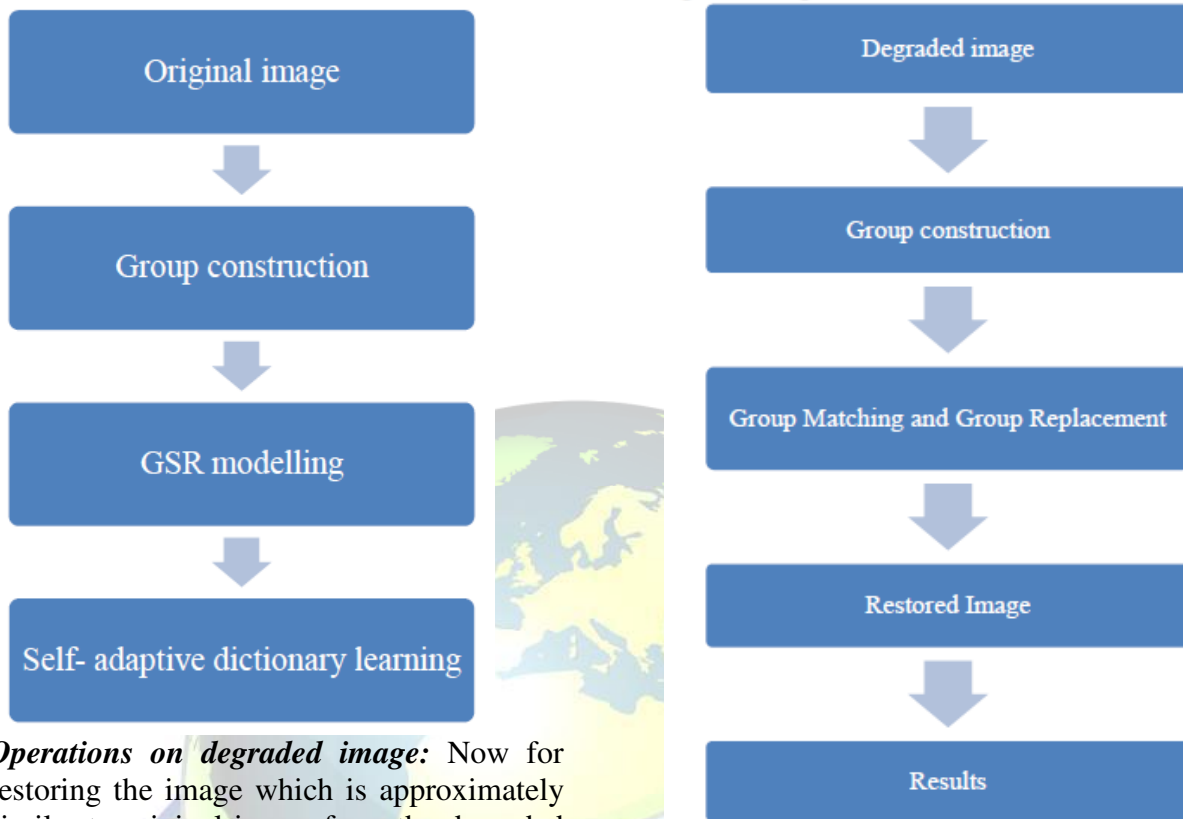 Original image
Group construction
GSR modelling
Self- adaptive dictionary learning
Operations on degraded image: Now for
restoring the image which is approximately
Degraded image
Group construction
Group Matching and Group Replacement
Restored Image
Results